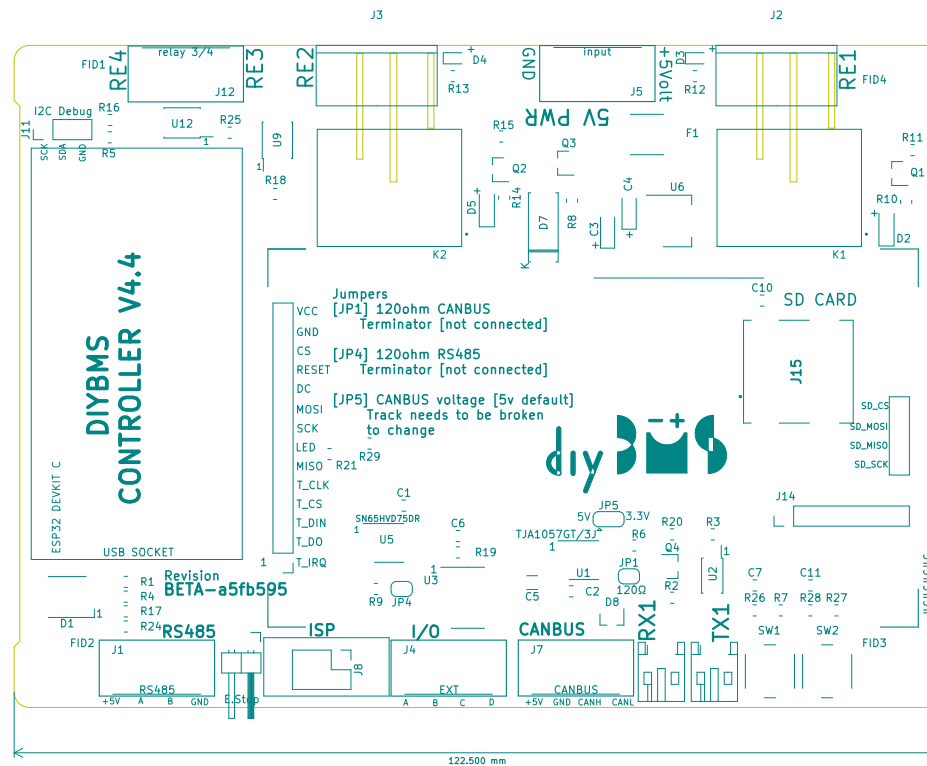 J3
J2
RE4
relay 3/4
RE3
RE2
D4
R13
GND
input
+5Volt
D3
R12
RE1
FID1
FID4
J12
J5
I2C Debug
R16
J11
U12
R25
5V PWR
F1
SCK
SDA
GND
R5
1
U9
1
R15
Q3
R11
Q2
Q1
R18
+
D5
R14
D7
R8
C4
U6
R10
+
C3
+
+
D2
K
K2
K1
DIYBMS
CONTROLLER V4.4
Jumpers
[JP1] 120ohm CANBUS
Terminator [not connected]
[JP4] 120ohm RS485
Terminator [not connected]
[JP5] CANBUS voltage [5v default]
Track needs to be broken
to change
C10
SD CARD
J15
VCC
GND
CS
RESET
DC
MOSI
SCK
LED
MISO
T_CLK
T_CS
T_DIN
T_DO
T_IRQ
1
R21
R29
SD_CS
SD_MOSI
SD_MISO
SD_SCK
diy
-+
BMS
J14
ESP32 DEVKIT C
USB SOCKET
C1
SN65HVD75DR
1
U5
C6
R19
1
U3
R9
JP4
JP5
5V
3.3V
TJA1057GT/3J
1
R6
R20
R3
Q4
1
U2
U1
JP1
120Ω
C5
C2
R2
D8
C7
C11
R26
R7
R28
R27
Revision
BETA-a5fb595
R1
R4
R17
R24
D1
J1
FID2
RS485
ISP
I/O
CANBUS
RX1
TX1
SW1
SW2
FID3
J1
J8
J4
J7
RS485
E.Stop
EXT
CANBUS
+5V
A
B
GND
A
B
C
D
+5V
GND
CANH
CANL
122.500 mm